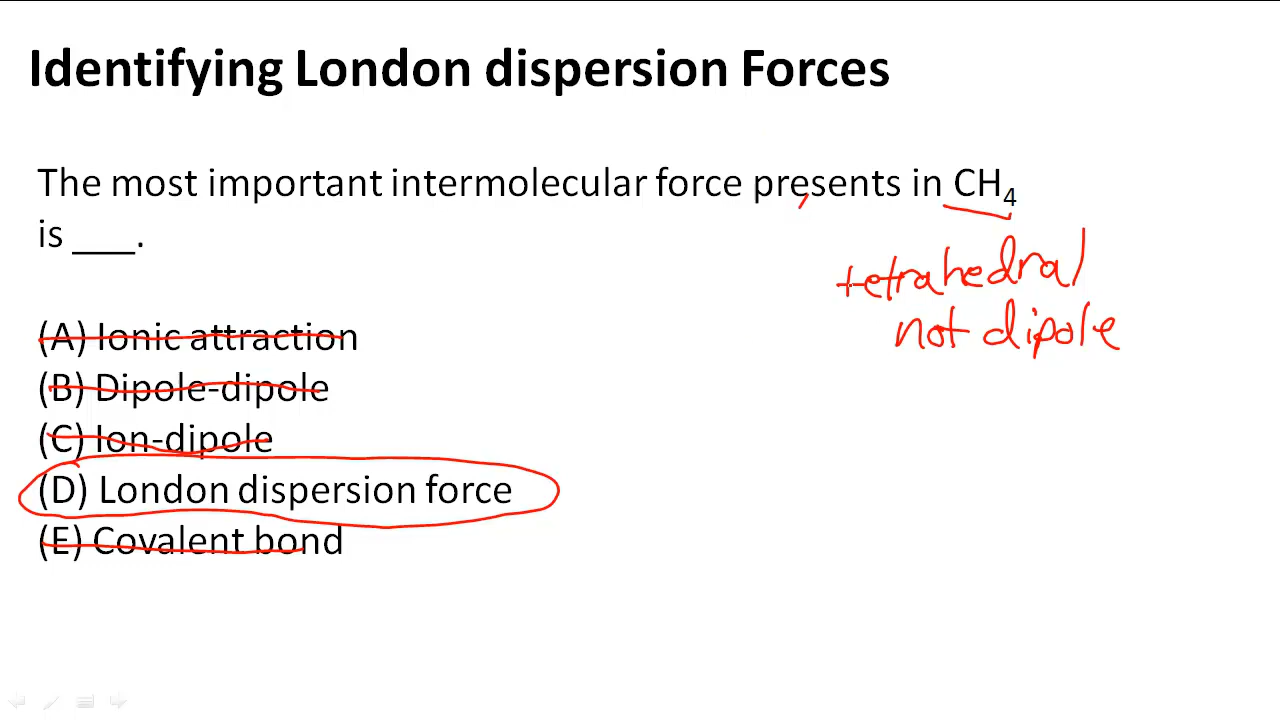 Identifying London dispersion Forces
The most important intermolecular force presents in CH₄
is ___.
tetrahedral
not dipole
(A) Ionic attraction
(B) Dipole-dipole
(C) Ion-dipole
(D) London dispersion force
(E) Covalent bond